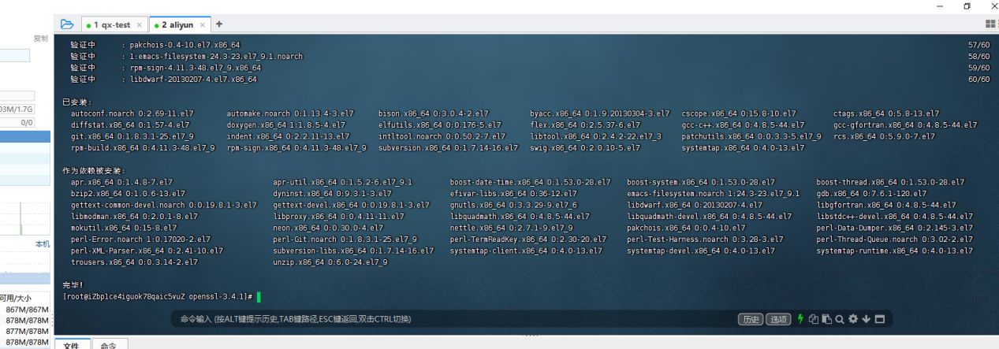 1 qx-test
2 aliyun
复制
验证中 : pakchois-0.4-10.el7.x86_64 57/60
验证中 : 1:emacs-filesystem-24.3-23.el7_9.1.noarch 58/60
验证中 : rpm-sign-4.11.3-48.el7_9.x86_64 59/60
验证中 : libdwarf-20130207-4.el7.x86_64 60/60
已安装:
autoconf.noarch 0:2.69-11.el7 automake.noarch 0:1.13.4-3.el7 bison.x86_64 0:3.0.4-2.el7 byacc.x86_64 0:1.9.20130304-3.el7 cscope.x86_64 0:15.8-10.el7 ctags.x86_64 0:5.8-13.el7
diffstat.x86_64 0:1.57-4.el7 doxygen.x86_64 1:1.8.5-4.el7 elfutils.x86_64 0:0.176-5.el7 flex.x86_64 0:2.5.37-6.el7 gcc-c++.x86_64 0:4.8.5-44.el7 gcc-gfortran.x86_64 0:4.8.5-44.el7
git.x86_64 0:1.8.3.1-25.el7_9 indent.x86_64 0:2.2.11-13.el7 intltool.noarch 0:0.50.2-7.el7 libtool.x86_64 0:2.4.2-22.el7_3 patchutils.x86_64 0:0.3.3-5.el7_9 rcs.x86_64 0:5.9.0-7.el7
rpm-build.x86_64 0:4.11.3-48.el7_9 rpm-sign.x86_64 0:4.11.3-48.el7_9 subversion.x86_64 0:1.7.14-16.el7 swig.x86_64 0:2.0.10-5.el7 systemtap.x86_64 0:4.0-13.el7
作为依赖被安装:
apr.x86_64 0:1.4.8-7.el7 apr-util.x86_64 0:1.5.2-6.el7_9.1 boost-date-time.x86_64 0:1.53.0-28.el7 boost-system.x86_64 0:1.53.0-28.el7 boost-thread.x86_64 0:1.53.0-28.el7
bzip2.x86_64 0:1.0.6-13.el7 dyninst.x86_64 0:9.3.1-3.el7 efivar-libs.x86_64 0:36-12.el7 emacs-filesystem.noarch 1:24.3-23.el7_9.1 gdb.x86_64 0:7.6.1-120.el7
gettext-common-devel.noarch 0:0.19.8.1-3.el7 gettext-devel.x86_64 0:0.19.8.1-3.el7 gnutls.x86_64 0:3.3.29-9.el7_6 libdwarf.x86_64 0:20130207-4.el7 libgfortran.x86_64 0:4.8.5-44.el7
libmodman.x86_64 0:2.0.1-8.el7 libproxy.x86_64 0:0.4.11-11.el7 libquadmath.x86_64 0:4.8.5-44.el7 libquadmath-devel.x86_64 0:4.8.5-44.el7 libstdc++-devel.x86_64 0:4.8.5-44.el7
mokutil.x86_64 0:15-8.el7 neon.x86_64 0:0.30.0-4.el7 nettle.x86_64 0:2.7.1-9.el7_9 pakchois.x86_64 0:0.4-10.el7 perl-Data-Dumper.x86_64 0:2.145-3.el7
perl-Error.noarch 1:0.17020-2.el7 perl-Git.noarch 0:1.8.3.1-25.el7_9 perl-TermReadKey.x86_64 0:2.30-20.el7 perl-Test-Harness.noarch 0:3.28-3.el7 perl-Thread-Queue.noarch 0:3.02-2.el7
perl-XML-Parser.x86_64 0:2.41-10.el7 subversion-libs.x86_64 0:1.7.14-16.el7 systemtap-client.x86_64 0:4.0-13.el7 systemtap-devel.x86_64 0:4.0-13.el7 systemtap-runtime.x86_64 0:4.0-13.el7
trousers.x86_64 0:0.3.14-2.el7 unzip.x86_64 0:6.0-24.el7_9
完毕!
[root@iZbp1ce4iguok78qaic5vuZ openssl-3.4.1]#
03M/1.7G
0/0
本机
可用/大小
867M/867M
878M/878M
877M/878M
878M/878M
命令输入 (按ALT键提示历史,TAB键路径,ESC键返回,双击CTRL切换) 历史 选项
文件 命令